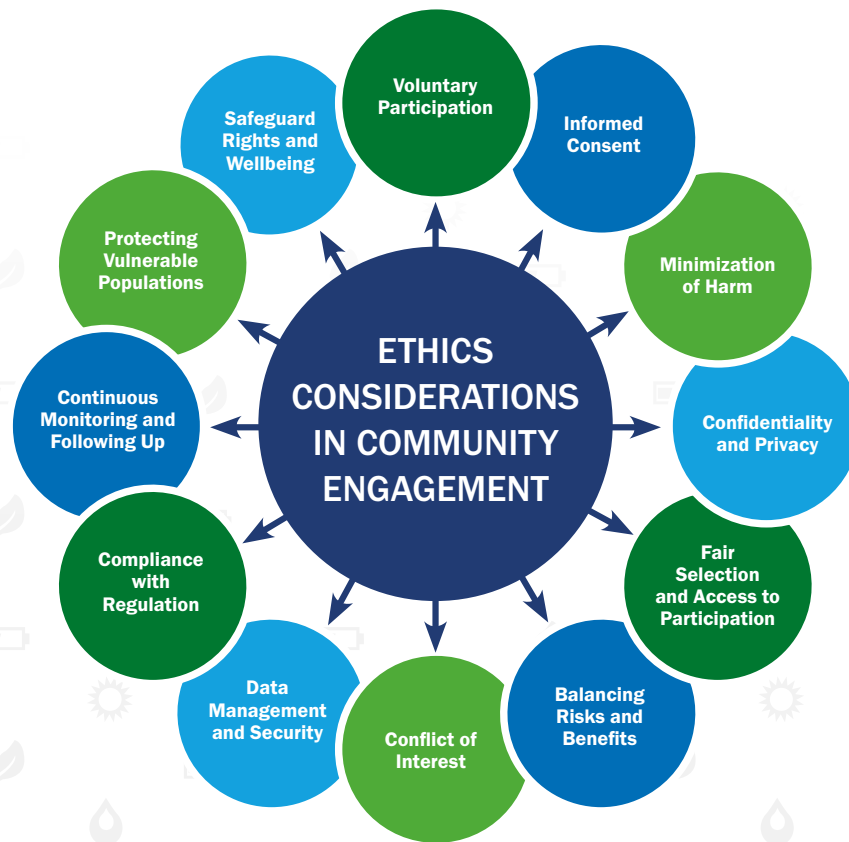 ETHICS
CONSIDERATIONS
IN COMMUNITY
ENGAGEMENT
Voluntary
Participation
Informed
Consent
Minimization
of Harm
Confidentiality
and Privacy
Fair
Selection
and Access to
Participation
Balancing
Risks and
Benefits
Conflict of
Interest
Data
Management
and Security
Compliance
with
Regulation
Continuous
Monitoring and
Following Up
Protecting
Vulnerable
Populations
Safeguard
Rights and
Wellbeing